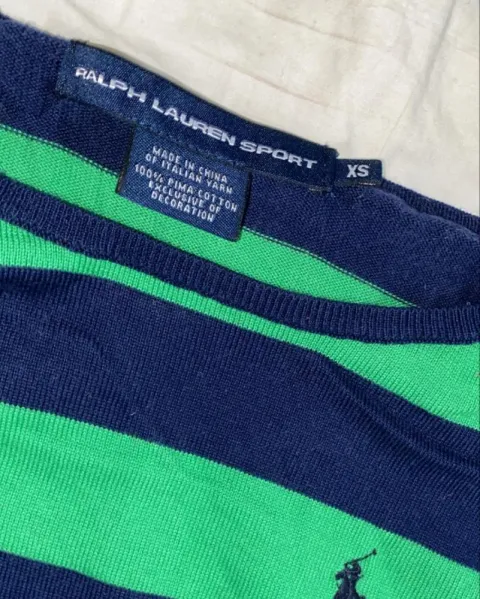 RALPH LAUREN SPORT
XS
MADE IN CHINA
OF ITALIAN YARN
100% PIMA COTTON
EXCLUSIVE OF
DECORATION